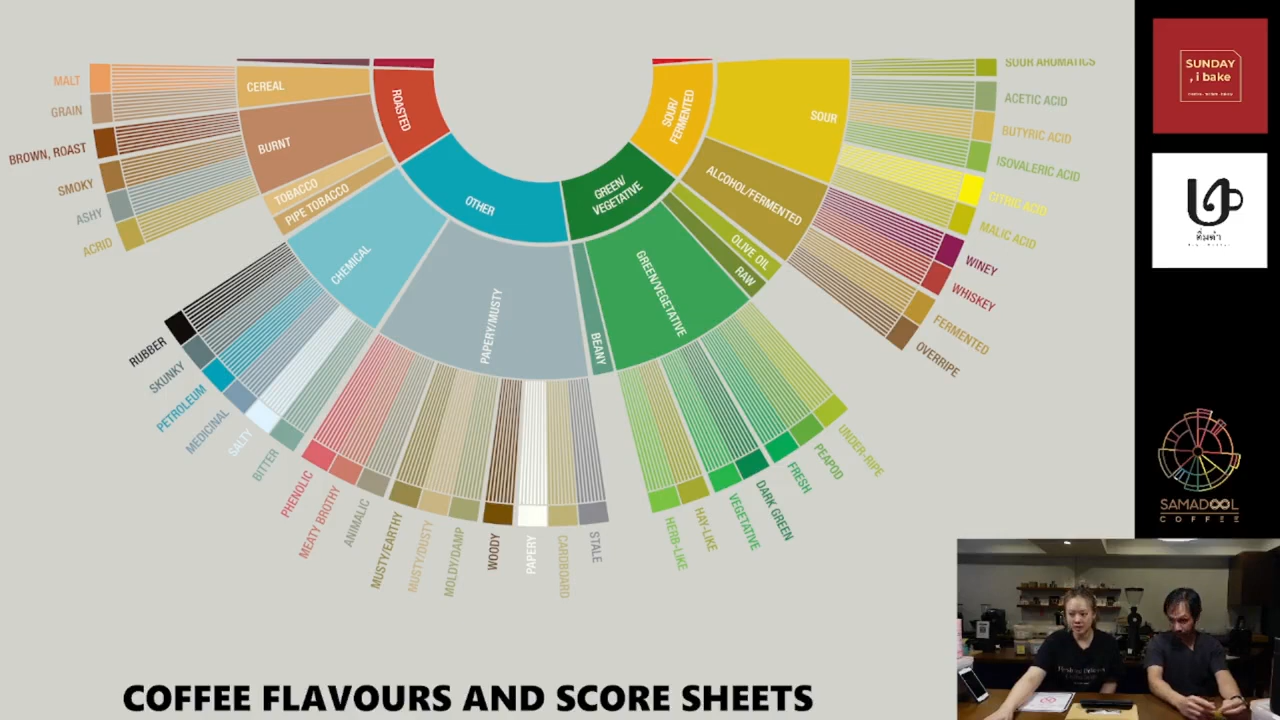 SOUR AROMATICS
MALT
CEREAL
ROASTED
SOUR/
FERMENTED
SOUR
ACETIC ACID
GRAIN
BURNT
BUTYRIC ACID
BROWN, ROAST
ISOVALERIC ACID
SMOKY
TOBACCO
PIPE TOBACCO
OTHER
GREEN/
VEGETATIVE
ALCOHOL/FERMENTED
CITRIC ACID
ASHY
MALIC ACID
ACRID
CHEMICAL
PAPERY/MUSTY
BEANY
GREEN/VEGETATIVE
OLIVE OIL
RAW
WINEY
WHISKEY
FERMENTED
OVERRIPE
RUBBER
SKUNKY
PETROLEUM
MEDICINAL
SALTY
BITTER
PHENOLIC
MEATY BROTHY
ANIMALIC
MUSTY/EARTHY
MUSTY/DUSTY
MOLDY/DAMP
WOODY
PAPERY
CARDBOARD
STALE
HERB-LIKE
HAY-LIKE
VEGETATIVE
DARK GREEN
FRESH
PEAPOD
UNDER-RIPE
COFFEE FLAVOURS AND SCORE SHEETS
SUNDAY
, i bake
ดื่มดำ
SAMADOOL
COFFEE